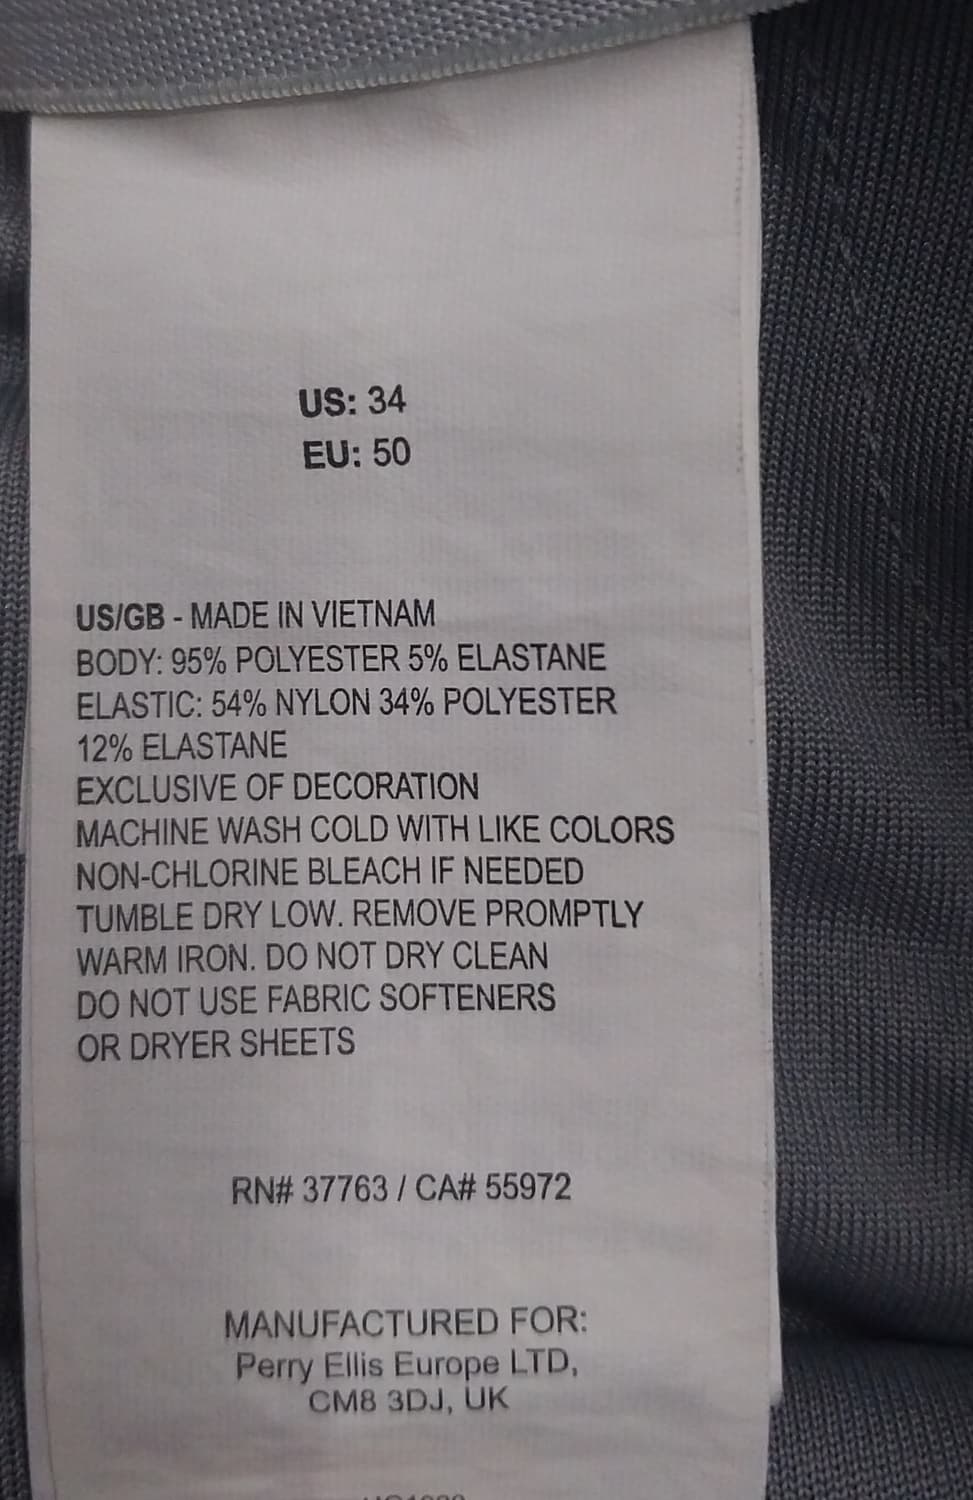 US: 34
EU: 50
US/GB - MADE IN VIETNAM
BODY: 95% POLYESTER 5% ELASTANE
ELASTIC: 54% NYLON 34% POLYESTER
12% ELASTANE
EXCLUSIVE OF DECORATION
MACHINE WASH COLD WITH LIKE COLORS
NON-CHLORINE BLEACH IF NEEDED
TUMBLE DRY LOW. REMOVE PROMPTLY
WARM IRON. DO NOT DRY CLEAN
DO NOT USE FABRIC SOFTENERS
OR DRYER SHEETS
RN# 37763 / CA# 55972
MANUFACTURED FOR:
Perry Ellis Europe LTD,
CM8 3DJ, UK